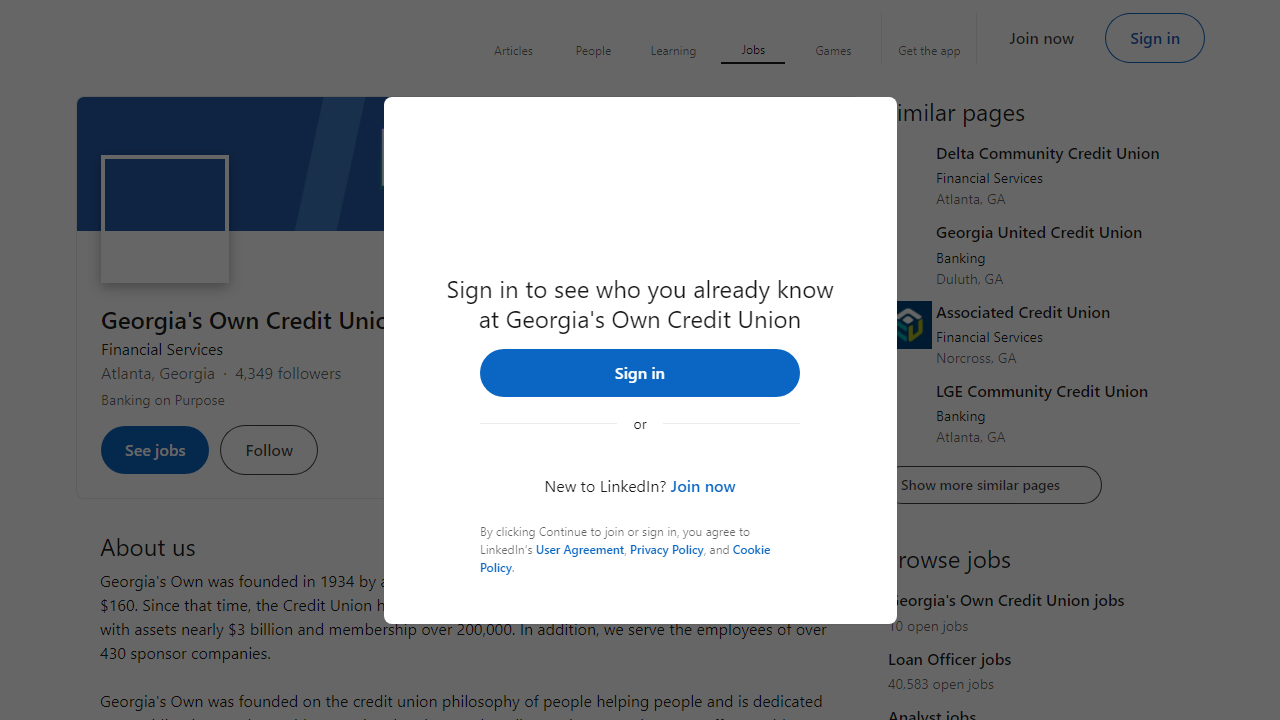 Articles
People
Learning
Jobs
Games
Get the app
Join now
Sign in
Georgia's Own Credit Unio
Financial Services
Atlanta, Georgia · 4,349 followers
Banking on Purpose
See jobs
Follow
About us
Georgia's Own was founded in 1934 by
$160. Since that time, the Credit Union
with assets nearly $3 billion and membership over 200,000. In addition, we serve the employees of over
430 sponsor companies.
Georgia's Own was founded on the credit union philosophy of people helping people and is dedicated
Sign in to see who you already know
at Georgia's Own Credit Union
Sign in
or
New to LinkedIn? Join now
By clicking Continue to join or sign in, you agree to
LinkedIn's User Agreement, Privacy Policy, and Cookie
Policy.
imilar pages
Delta Community Credit Union
Financial Services
Atlanta, GA
Georgia United Credit Union
Banking
Duluth, GA
Associated Credit Union
Financial Services
Norcross, GA
LGE Community Credit Union
Banking
Atlanta, GA
Show more similar pages
rowse jobs
Georgia's Own Credit Union jobs
10 open jobs
Loan Officer jobs
40,583 open jobs
Analyst jobs